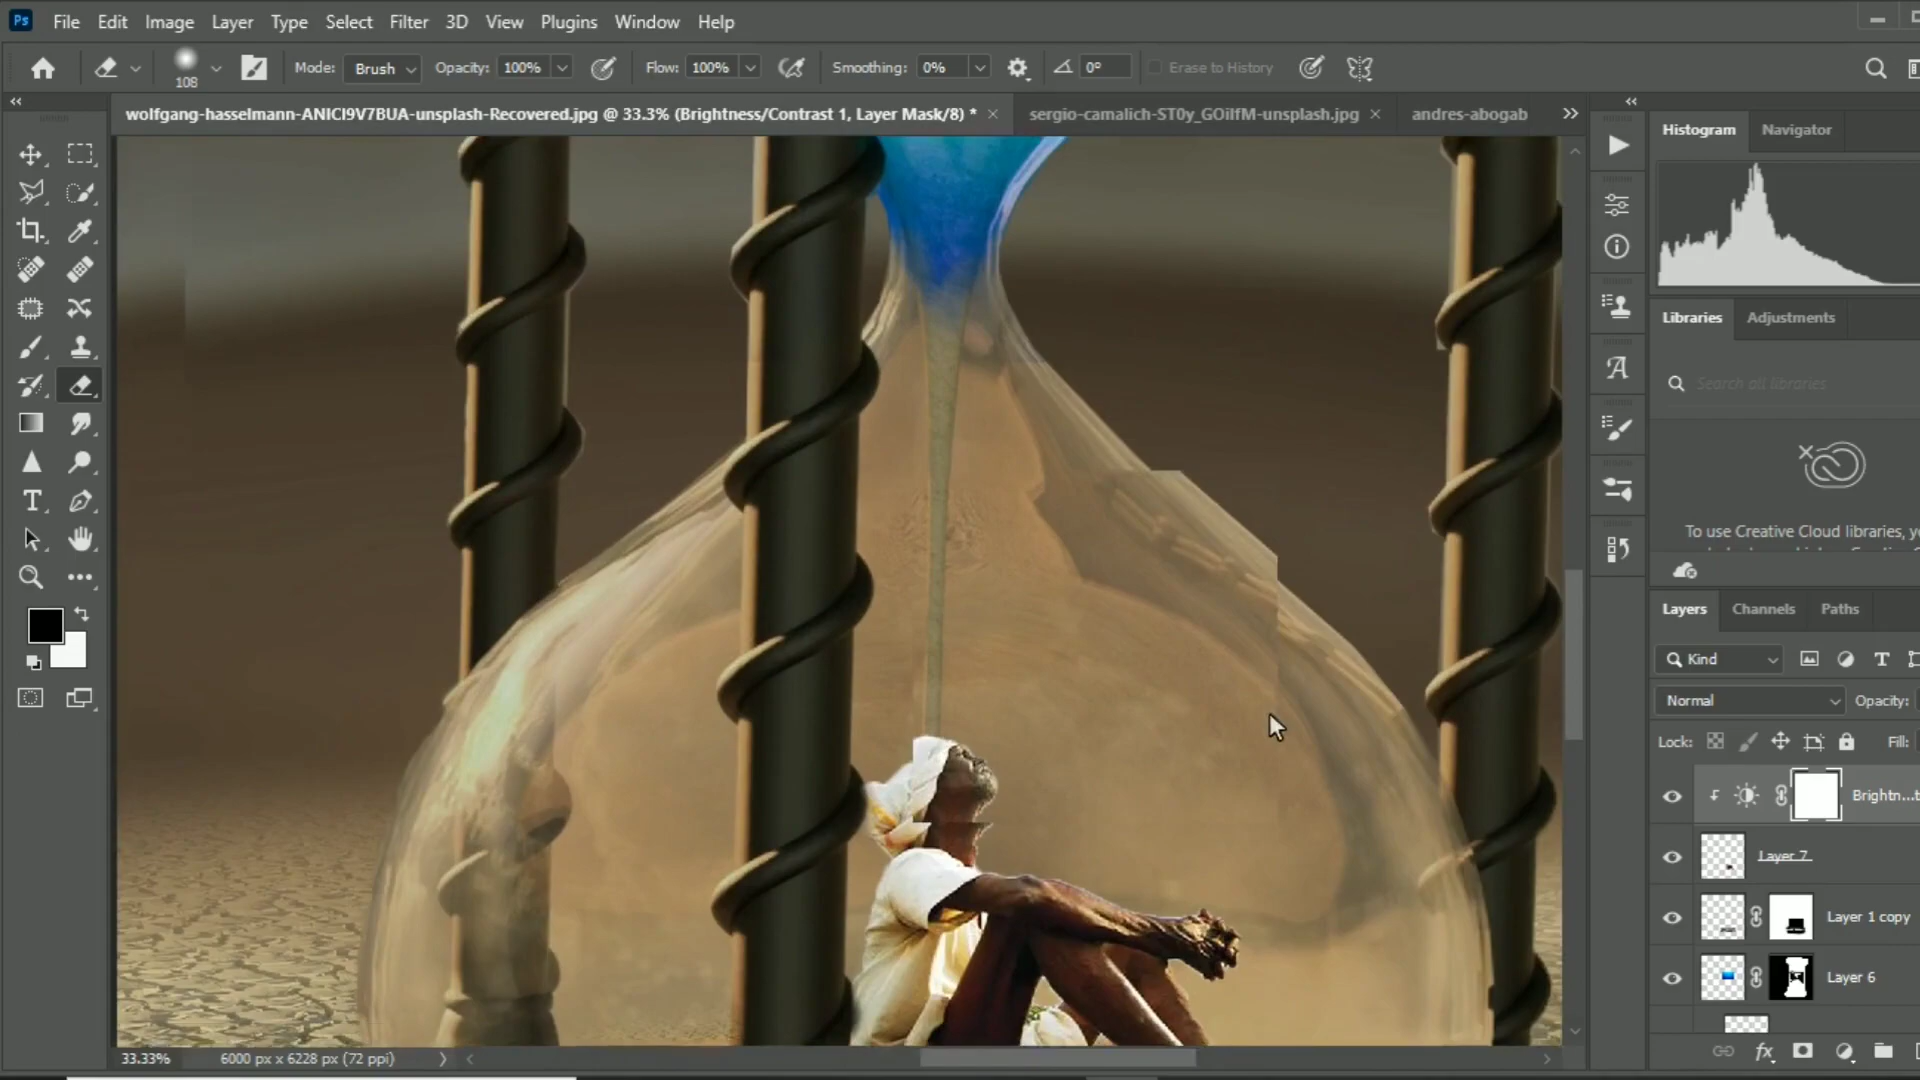 Ps File Edit Image Layer Type Select Filter 3D View Plugins Window Help
108 Mode: Brush Opacity: 100% Flow: 100% Smoothing: 0% 0° Erase to History
wolfgang-hasselmann-ANICI9V7BUA-unsplash-Recovered.jpg @ 33.3% (Brightness/Contrast 1, Layer Mask/8) * × sergio-camalich-ST0y_GOilfM-unsplash.jpg × andres-abogab
Histogram Navigator
Libraries Adjustments
Search all libraries
To use Creative Cloud libraries, y
Layers Channels Paths
Kind
Normal Opacity:
Lock: Fill:
Brightn...t
Layer 7
Layer 1 copy
Layer 6
33.33% 6000 px x 6228 px (72 ppi)